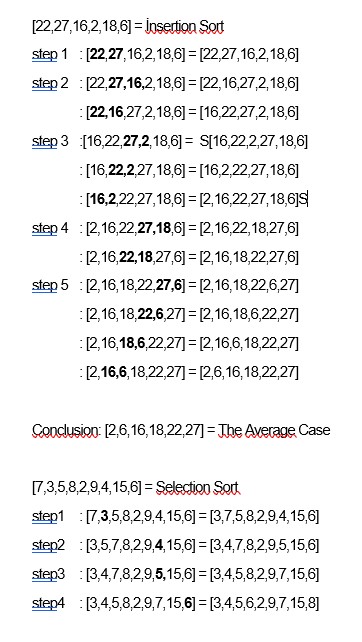 [22,27,16,2,18,6] = İnsertion Sort
step 1 : [22,27,16,2,18,6] = [22,27,16,2,18,6]
step 2 : [22,27,16,2,18,6] = [22,16,27,2,18,6]
: [22,16,27,2,18,6] = [16,22,27,2,18,6]
step 3 :[16,22,27,2,18,6] = S[16,22,2,27,18,6]
: [16,22,2,27,18,6] = [16,2,22,27,18,6]
: [16,2,22,27,18,6] = [2,16,22,27,18,6]S
step 4 : [2,16,22,27,18,6] = [2,16,22,18,27,6]
: [2,16,22,18,27,6] = [2,16,18,22,27,6]
step 5 : [2,16,18,22,27,6] = [2,16,18,22,6,27]
: [2,16,18,22,6,27] = [2,16,18,6,22,27]
: [2,16,18,6,22,27] = [2,16,6,18,22,27]
: [2,16,6,18,22,27] = [2,6,16,18,22,27]
Conclusion: [2,6,16,18,22,27] = The Average Case
[7,3,5,8,2,9,4,15,6] = Selection Sort
step1 : [7,3,5,8,2,9,4,15,6] = [3,7,5,8,2,9,4,15,6]
step2 : [3,5,7,8,2,9,4,15,6] = [3,4,7,8,2,9,5,15,6]
step3 : [3,4,7,8,2,9,5,15,6] = [3,4,5,8,2,9,7,15,6]
step4 : [3,4,5,8,2,9,7,15,6] = [3,4,5,6,2,9,7,15,8]